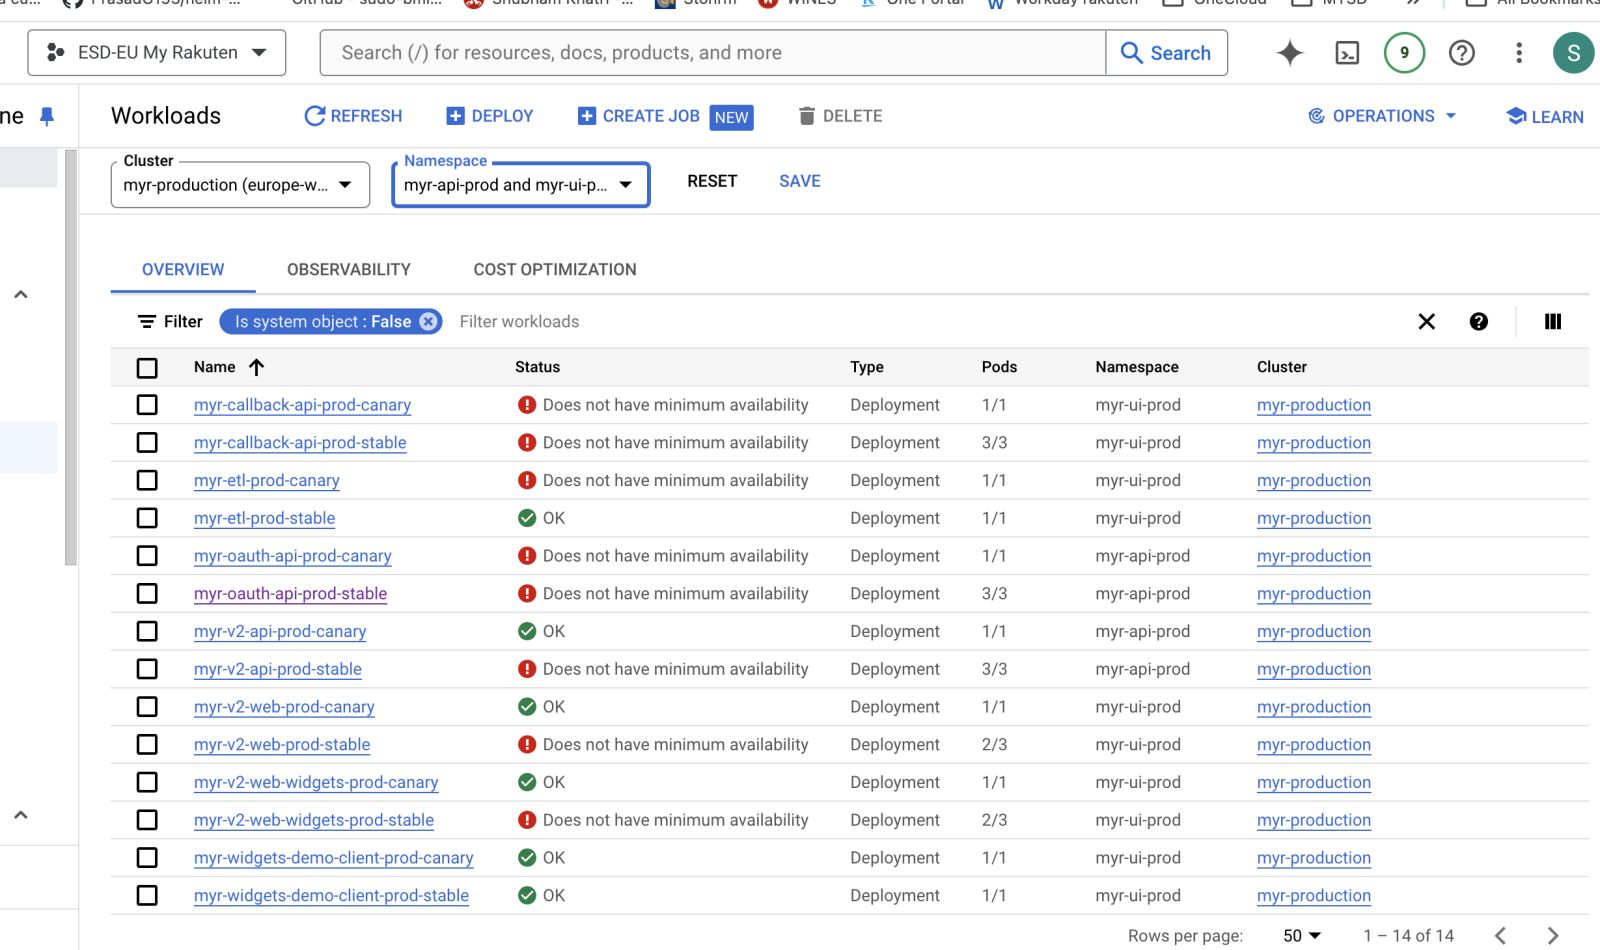 ESD-EU My Rakuten
Search (/) for resources, docs, products, and more
Search
9
S
ne
Workloads
REFRESH
DEPLOY
CREATE JOB NEW
DELETE
OPERATIONS
LEARN
Cluster
myr-production (europe-w...
Namespace
myr-api-prod and myr-ui-p...
RESET
SAVE
OVERVIEW
OBSERVABILITY
COST OPTIMIZATION
Filter
Is system object : False
Filter workloads
Name Status Type Pods Namespace Cluster
myr-callback-api-prod-canary Does not have minimum availability Deployment 1/1 myr-ui-prod myr-production
myr-callback-api-prod-stable Does not have minimum availability Deployment 3/3 myr-ui-prod myr-production
myr-etl-prod-canary Does not have minimum availability Deployment 1/1 myr-ui-prod myr-production
myr-etl-prod-stable OK Deployment 1/1 myr-ui-prod myr-production
myr-oauth-api-prod-canary Does not have minimum availability Deployment 1/1 myr-api-prod myr-production
myr-oauth-api-prod-stable Does not have minimum availability Deployment 3/3 myr-api-prod myr-production
myr-v2-api-prod-canary OK Deployment 1/1 myr-api-prod myr-production
myr-v2-api-prod-stable Does not have minimum availability Deployment 3/3 myr-api-prod myr-production
myr-v2-web-prod-canary OK Deployment 1/1 myr-ui-prod myr-production
myr-v2-web-prod-stable Does not have minimum availability Deployment 2/3 myr-ui-prod myr-production
myr-v2-web-widgets-prod-canary OK Deployment 1/1 myr-ui-prod myr-production
myr-v2-web-widgets-prod-stable Does not have minimum availability Deployment 2/3 myr-ui-prod myr-production
myr-widgets-demo-client-prod-canary OK Deployment 1/1 myr-ui-prod myr-production
myr-widgets-demo-client-prod-stable OK Deployment 1/1 myr-ui-prod myr-production
Rows per page: 50 1 – 14 of 14